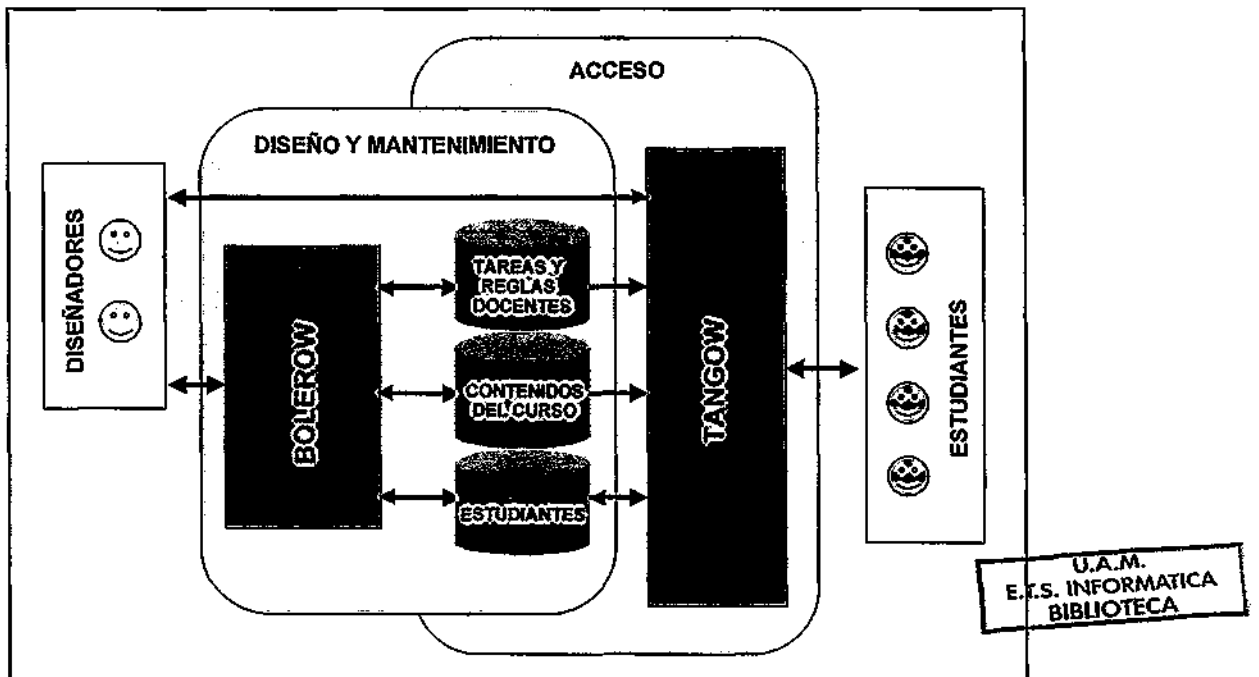 ACCESO
DISEÑO Y MANTENIMIENTO
DISEÑADORES
BOLEROW
TAREAS Y
REGLAS
DOCENTES
CONTENIDOS
DEL CURSO
ESTUDIANTES
TANGOW
ESTUDIANTES
U.A.M.
E.T.S. INFORMATICA
BIBLIOTECA